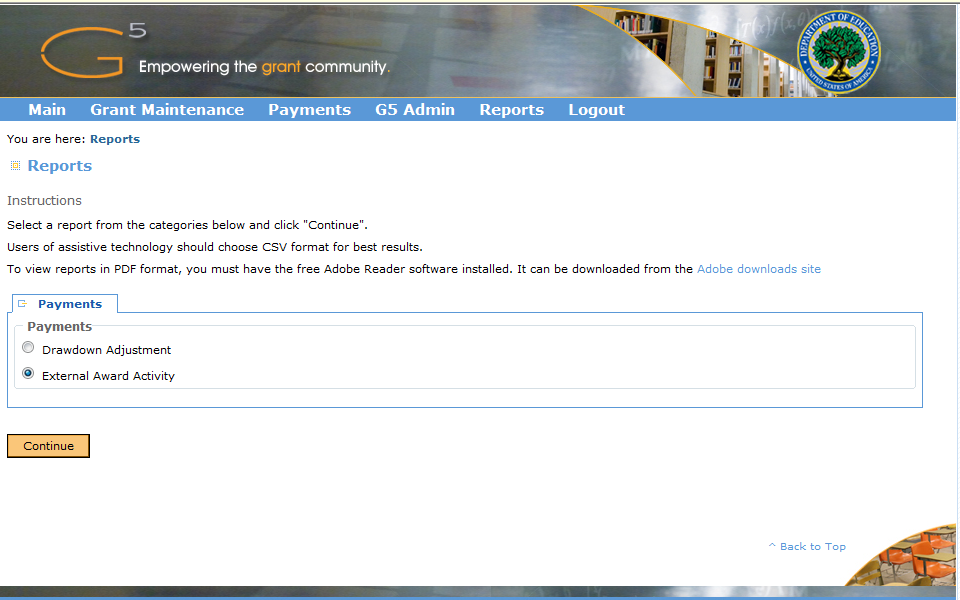 G5
Empowering the grant community.
DEPARTMENT OF EDUCATION
UNITED STATES OF AMERICA
Main Grant Maintenance Payments G5 Admin Reports Logout
You are here: Reports
Reports
Instructions
Select a report from the categories below and click "Continue".
Users of assistive technology should choose CSV format for best results.
To view reports in PDF format, you must have the free Adobe Reader software installed. It can be downloaded from the Adobe downloads site
Payments
Payments
Drawdown Adjustment
External Award Activity
Continue
^ Back to Top